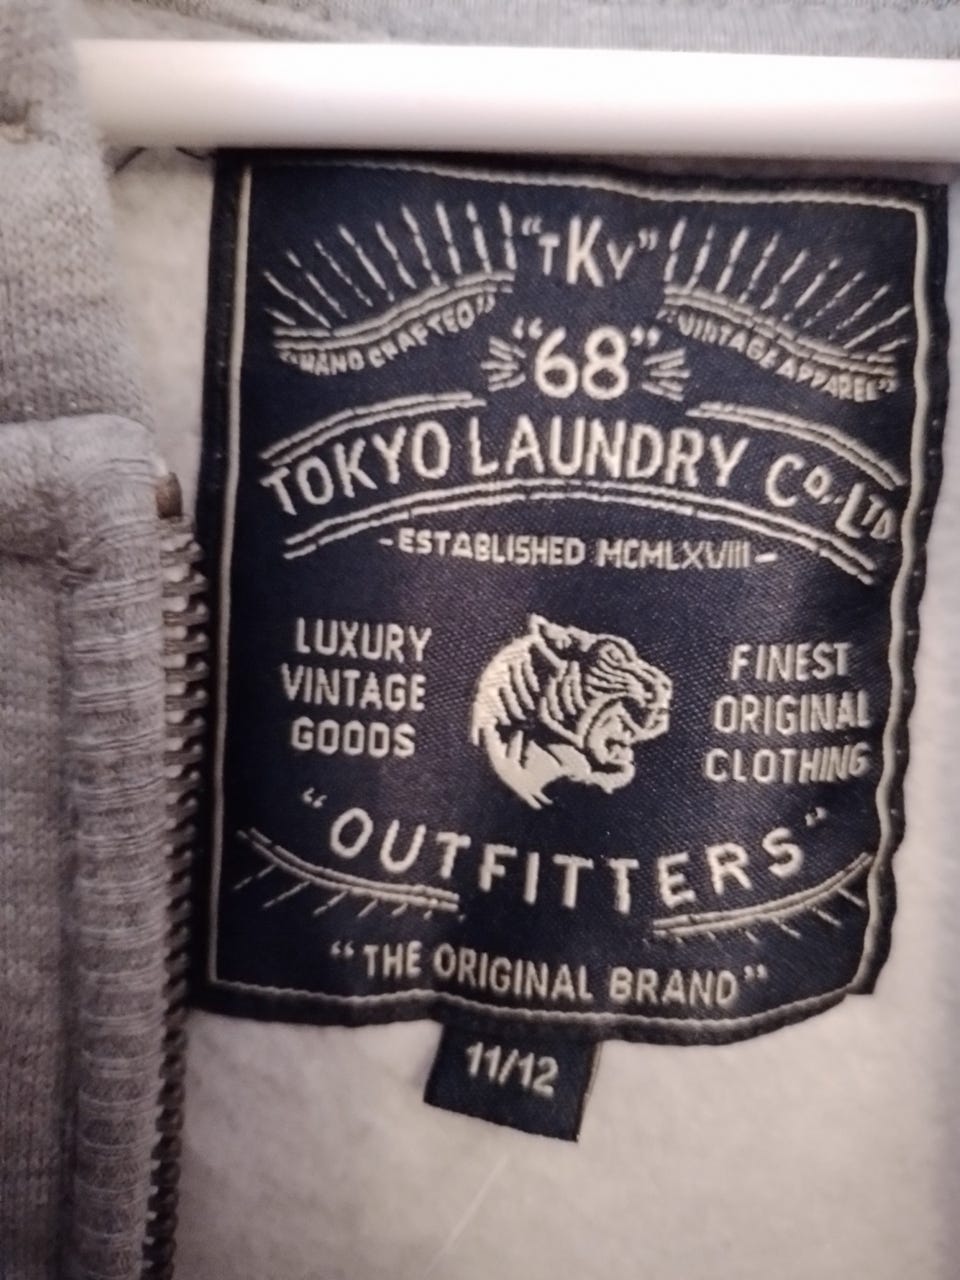 "TKY"
"HAND CRAFTED"
"VINTAGE APPAREL"
"68"
TOKYO LAUNDRY CO. LTD
-ESTABLISHED MCMLXVIII-
LUXURY
VINTAGE
GOODS
FINEST
ORIGINAL
CLOTHING
"OUTFITTERS"
"THE ORIGINAL BRAND"
11/12